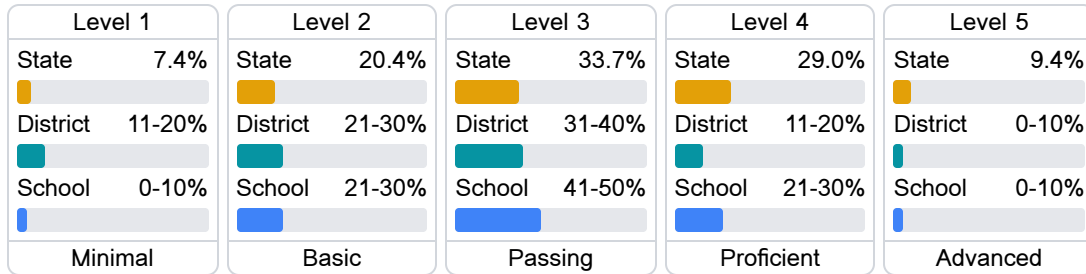 Level 1
State 7.4%
District 11-20%
School 0-10%
Minimal
Level 2
State 20.4%
District 21-30%
School 21-30%
Basic
Level 3
State 33.7%
District 31-40%
School 41-50%
Passing
Level 4
State 29.0%
District 11-20%
School 21-30%
Proficient
Level 5
State 9.4%
District 0-10%
School 0-10%
Advanced